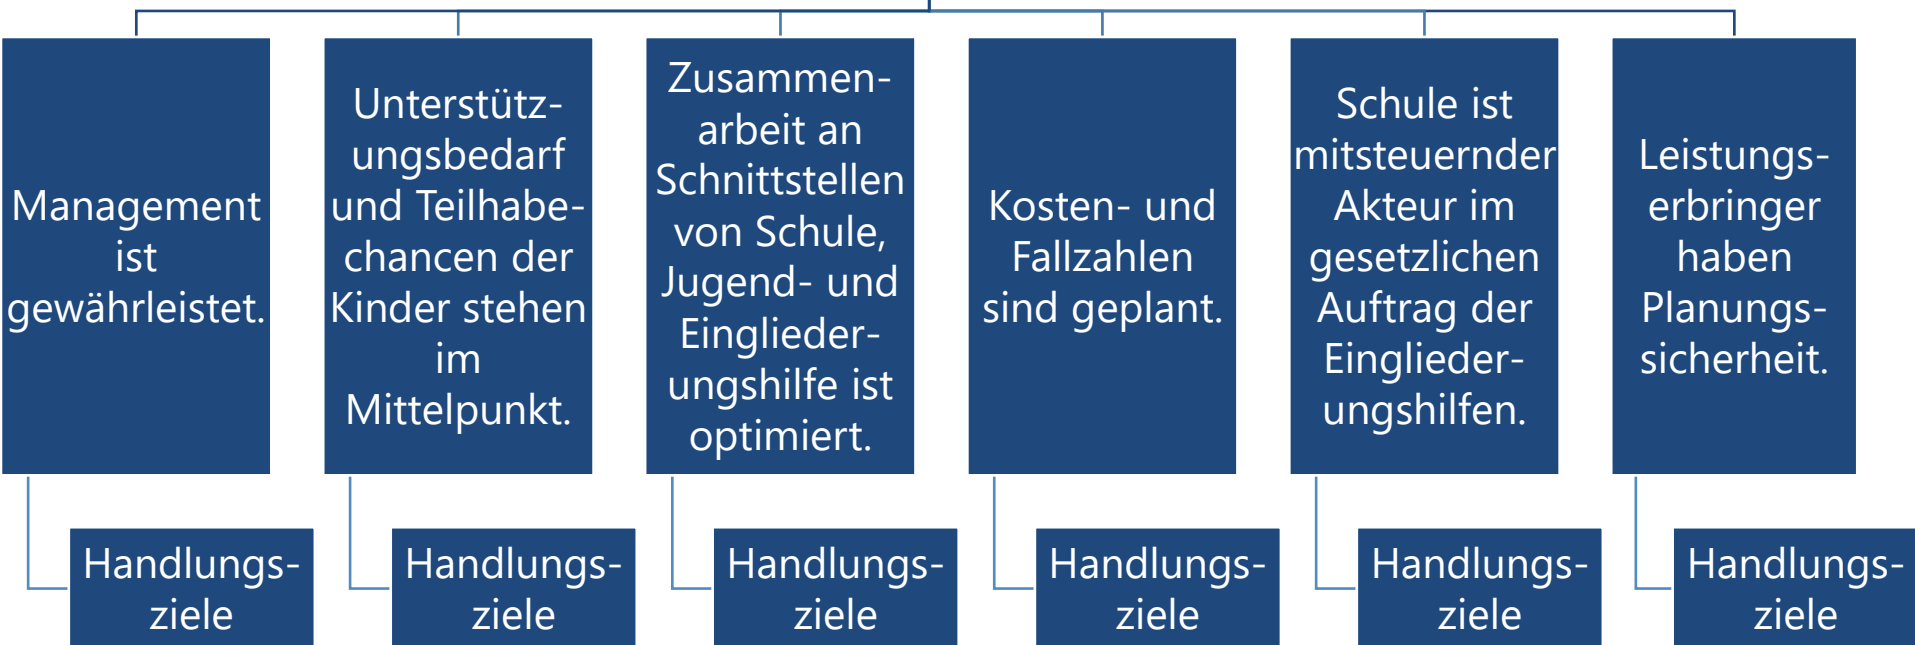 Management
ist
gewährleistet.
Unterstütz-
ungsbedarf
und Teilhabe-
chancen der
Kinder stehen
im
Mittelpunkt.
Zusammen-
arbeit an
Schnittstellen
von Schule,
Jugend- und
Eingliede-
ungshilfe ist
optimiert.
Kosten- und
Fallzahlen
sind geplant.
Schule ist
mitsteuernder
Akteur im
gesetzlichen
Auftrag der
Einglieder-
ungshilfen.
Leistungs-
erbringer
haben
Planungs-
sicherheit.
Handlungs-
ziele
Handlungs-
ziele
Handlungs-
ziele
Handlungs-
ziele
Handlungs-
ziele
Handlungs-
ziele